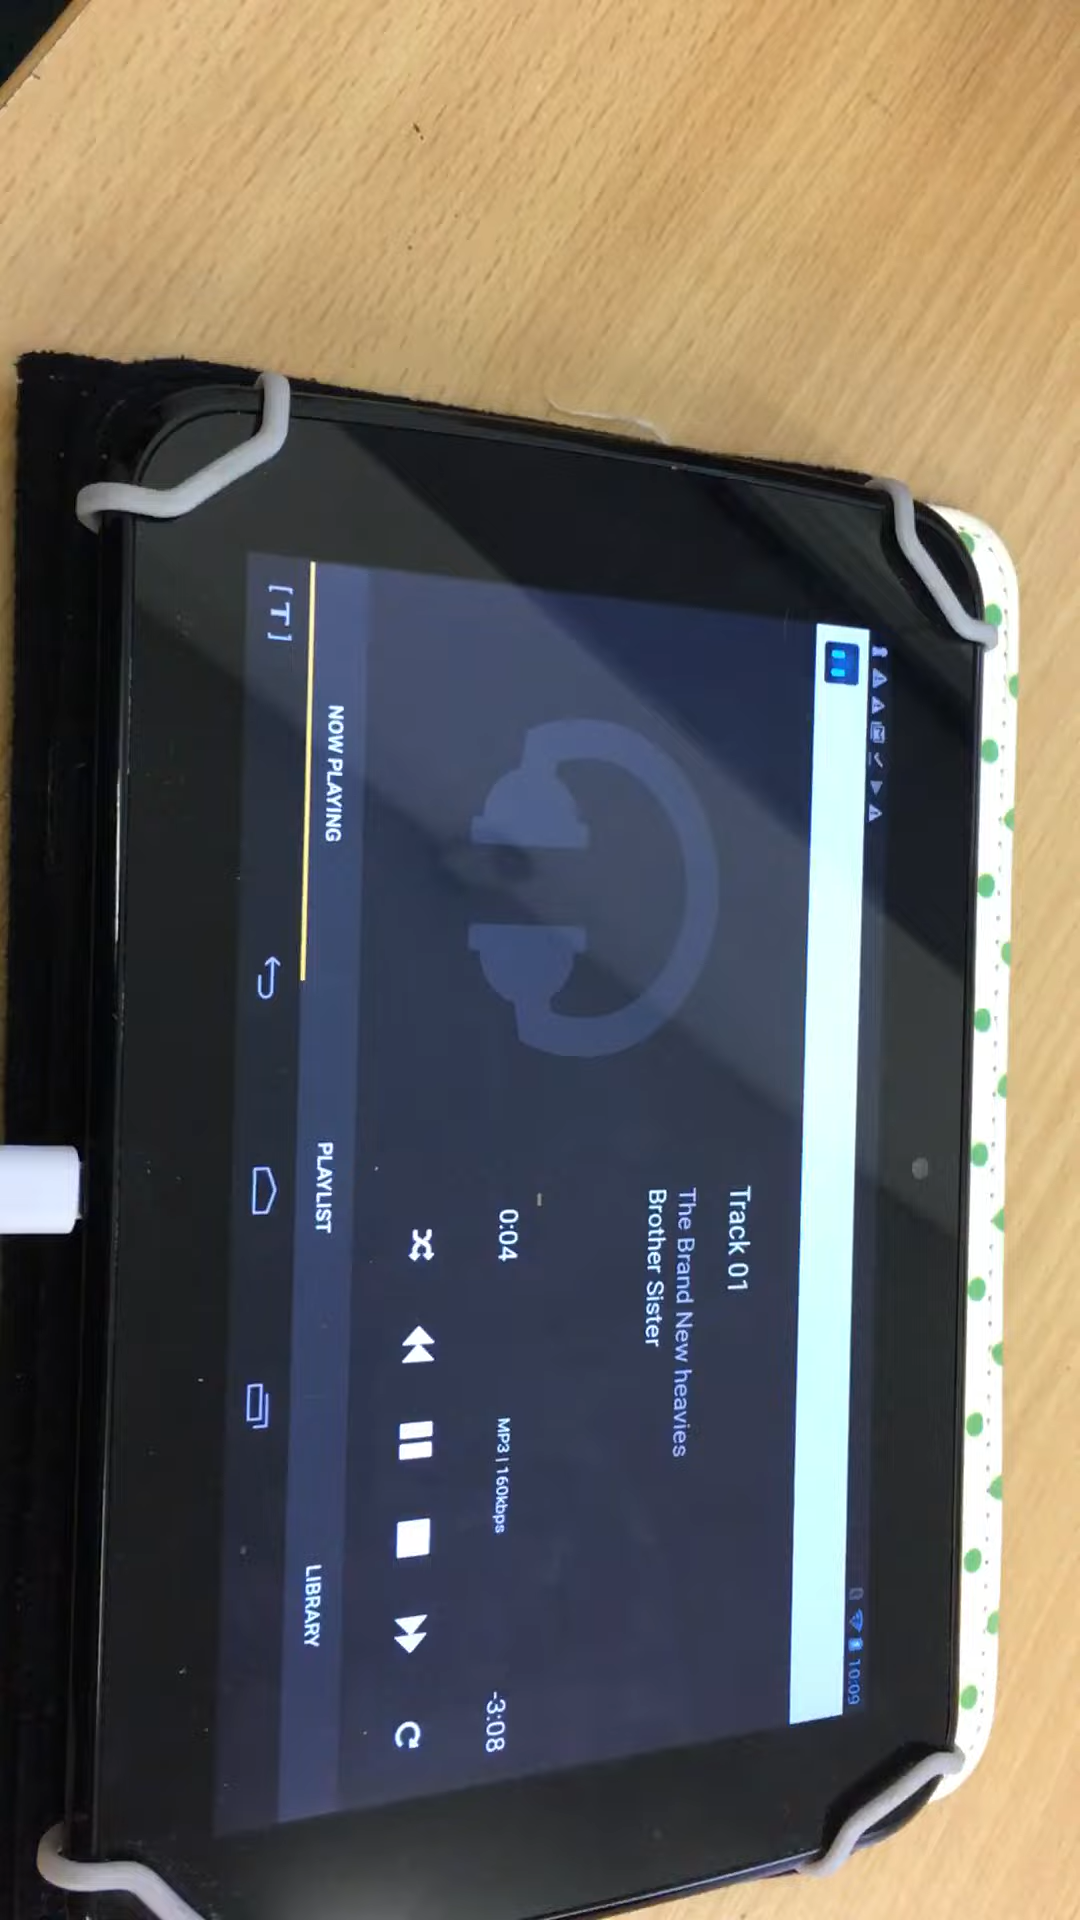 10:09
Track 01
The Brand New heavies
Brother Sister
0:04
MP3 | 160kbps
-3:08
NOW PLAYING
PLAYLIST
LIBRARY
[T]